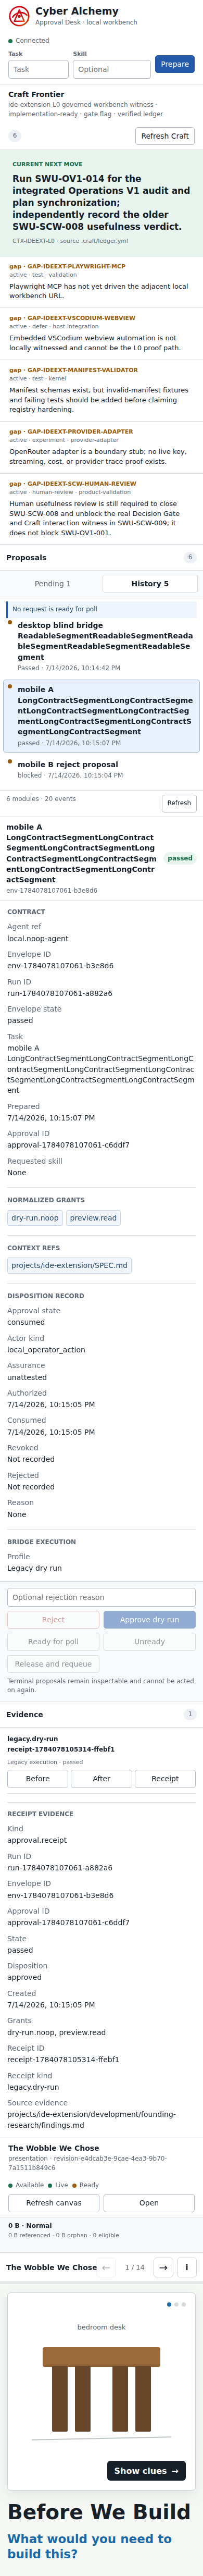 Cyber Alchemy
Approval Desk · local workbench
Connected
Task
Skill
Task
Optional
Prepare
Craft Frontier
ide-extension L0 governed workbench witness ·
implementation-ready · gate flag · verified ledger
6
Refresh Craft
CURRENT NEXT MOVE
Run SWU-OV1-014 for the
integrated Operations V1 audit and
plan synchronization;
independently record the older
SWU-SCW-008 usefulness verdict.
CTX-IDEEXT-L0 · source .craft/ledger.yml
gap · GAP-IDEEXT-PLAYWRIGHT-MCP
active · test · validation
Playwright MCP has not yet driven the adjacent local
workbench URL.
gap · GAP-IDEEXT-VSCODIUM-WEBVIEW
active · defer · host-integration
Embedded VSCodium webview automation is not
locally witnessed and cannot be the L0 proof path.
gap · GAP-IDEEXT-MANIFEST-VALIDATOR
active · test · kernel
Manifest schemas exist, but invalid-manifest fixtures
and failing tests should be added before claiming
registry hardening.
gap · GAP-IDEEXT-PROVIDER-ADAPTER
active · experiment · provider-adapter
OpenRouter adapter is a boundary stub; no live key,
streaming, cost, or provider trace proof exists.
gap · GAP-IDEEXT-SCW-HUMAN-REVIEW
active · human-review · product-validation
Human usefulness review is still required to close
SWU-SCW-008 and unblock the real Decision Gate
and Craft interaction witness in SWU-SCW-009; it
does not block SWU-OV1-001.
Proposals
6
Pending 1
History 5
No request is ready for poll
desktop blind bridge
ReadableSegmentReadableSegmentReada
bleSegmentReadableSegmentReadableSe
gment
Passed · 7/14/2026, 10:14:42 PM
mobile A
LongContractSegmentLongContractSegme
ntLongContractSegmentLongContractSeg
mentLongContractSegmentLongContractS
egmentLongContractSegment
passed · 7/14/2026, 10:15:07 PM
mobile B reject proposal
blocked · 7/14/2026, 10:15:04 PM
6 modules · 20 events
Refresh
mobile A
LongContractSegmentLongContract
SegmentLongContractSegmentLong
ContractSegmentLongContractSegm
entLongContractSegmentLongContr
actSegment
passed
env-1784078107061-b3e8d6
CONTRACT
Agent ref
local.noop-agent
Envelope ID
env-1784078107061-b3e8d6
Run ID
run-1784078107061-a882a6
Envelope state
passed
Task
mobile A
LongContractSegmentLongContractSegmentLongC
ontractSegmentLongContractSegmentLongContrac
tSegmentLongContractSegmentLongContractSegm
ent
Prepared
7/14/2026, 10:15:07 PM
Approval ID
approval-1784078107061-c6ddf7
Requested skill
None
NORMALIZED GRANTS
dry-run.noop
preview.read
CONTEXT REFS
projects/ide-extension/SPEC.md
DISPOSITION RECORD
Approval state
consumed
Actor kind
local_operator_action
Assurance
unattested
Authorized
7/14/2026, 10:15:05 PM
Consumed
7/14/2026, 10:15:05 PM
Revoked
Not recorded
Rejected
Not recorded
Reason
None
BRIDGE EXECUTION
Profile
Legacy dry run
Optional rejection reason
Reject
Approve dry run
Ready for poll
Unready
Release and requeue
Terminal proposals remain inspectable and cannot be acted
on again.
Evidence
1
legacy.dry-run
receipt-1784078105314-ffebf1
Legacy execution · passed
Before
After
Receipt
RECEIPT EVIDENCE
Kind
approval.receipt
Run ID
run-1784078107061-a882a6
Envelope ID
env-1784078107061-b3e8d6
Approval ID
approval-1784078107061-c6ddf7
State
passed
Disposition
approved
Created
7/14/2026, 10:15:05 PM
Grants
dry-run.noop, preview.read
Receipt ID
receipt-1784078105314-ffebf1
Receipt kind
legacy.dry-run
Source evidence
projects/ide-extension/development/founding-
research/findings.md
The Wobble We Chose
presentation · revision-e4dcab3e-9cae-4ea3-9b70-
7a1511b849c6
Available
Live
Ready
Refresh canvas
Open
0 B · Normal
0 B referenced · 0 B orphan · 0 eligible
The Wobble We Chose
←
1 / 14
→
i
bedroom desk
Show clues →
Before We Build
What would you need to
build this?